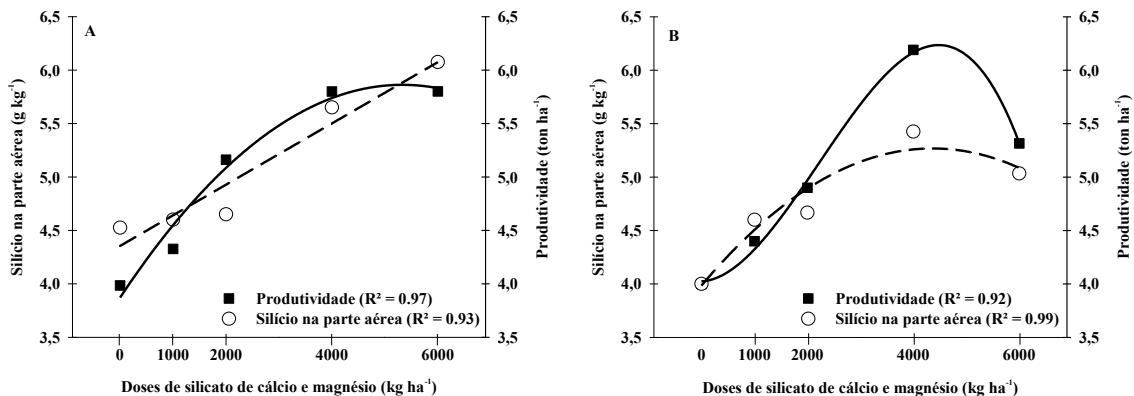 A
6,5
6,0
5,5
5,0
4,5
4,0
3,5
Silício na parte aérea (g kg⁻¹)
6,5
6,0
5,5
5,0
4,5
4,0
3,5
Produtividade (ton ha⁻¹)
Produtividade (R² = 0.97)
Silício na parte aérea (R² = 0.93)
0 1000 2000 4000 6000
Doses de silicato de cálcio e magnésio (kg ha⁻¹)
B
6,5
6,0
5,5
5,0
4,5
4,0
3,5
Silício na parte aérea (g kg⁻¹)
6,5
6,0
5,5
5,0
4,5
4,0
3,5
Produtividade (ton ha⁻¹)
Produtividade (R² = 0.92)
Silício na parte aérea (R² = 0.99)
0 1000 2000 4000 6000
Doses de silicato de cálcio e magnésio (kg ha⁻¹)